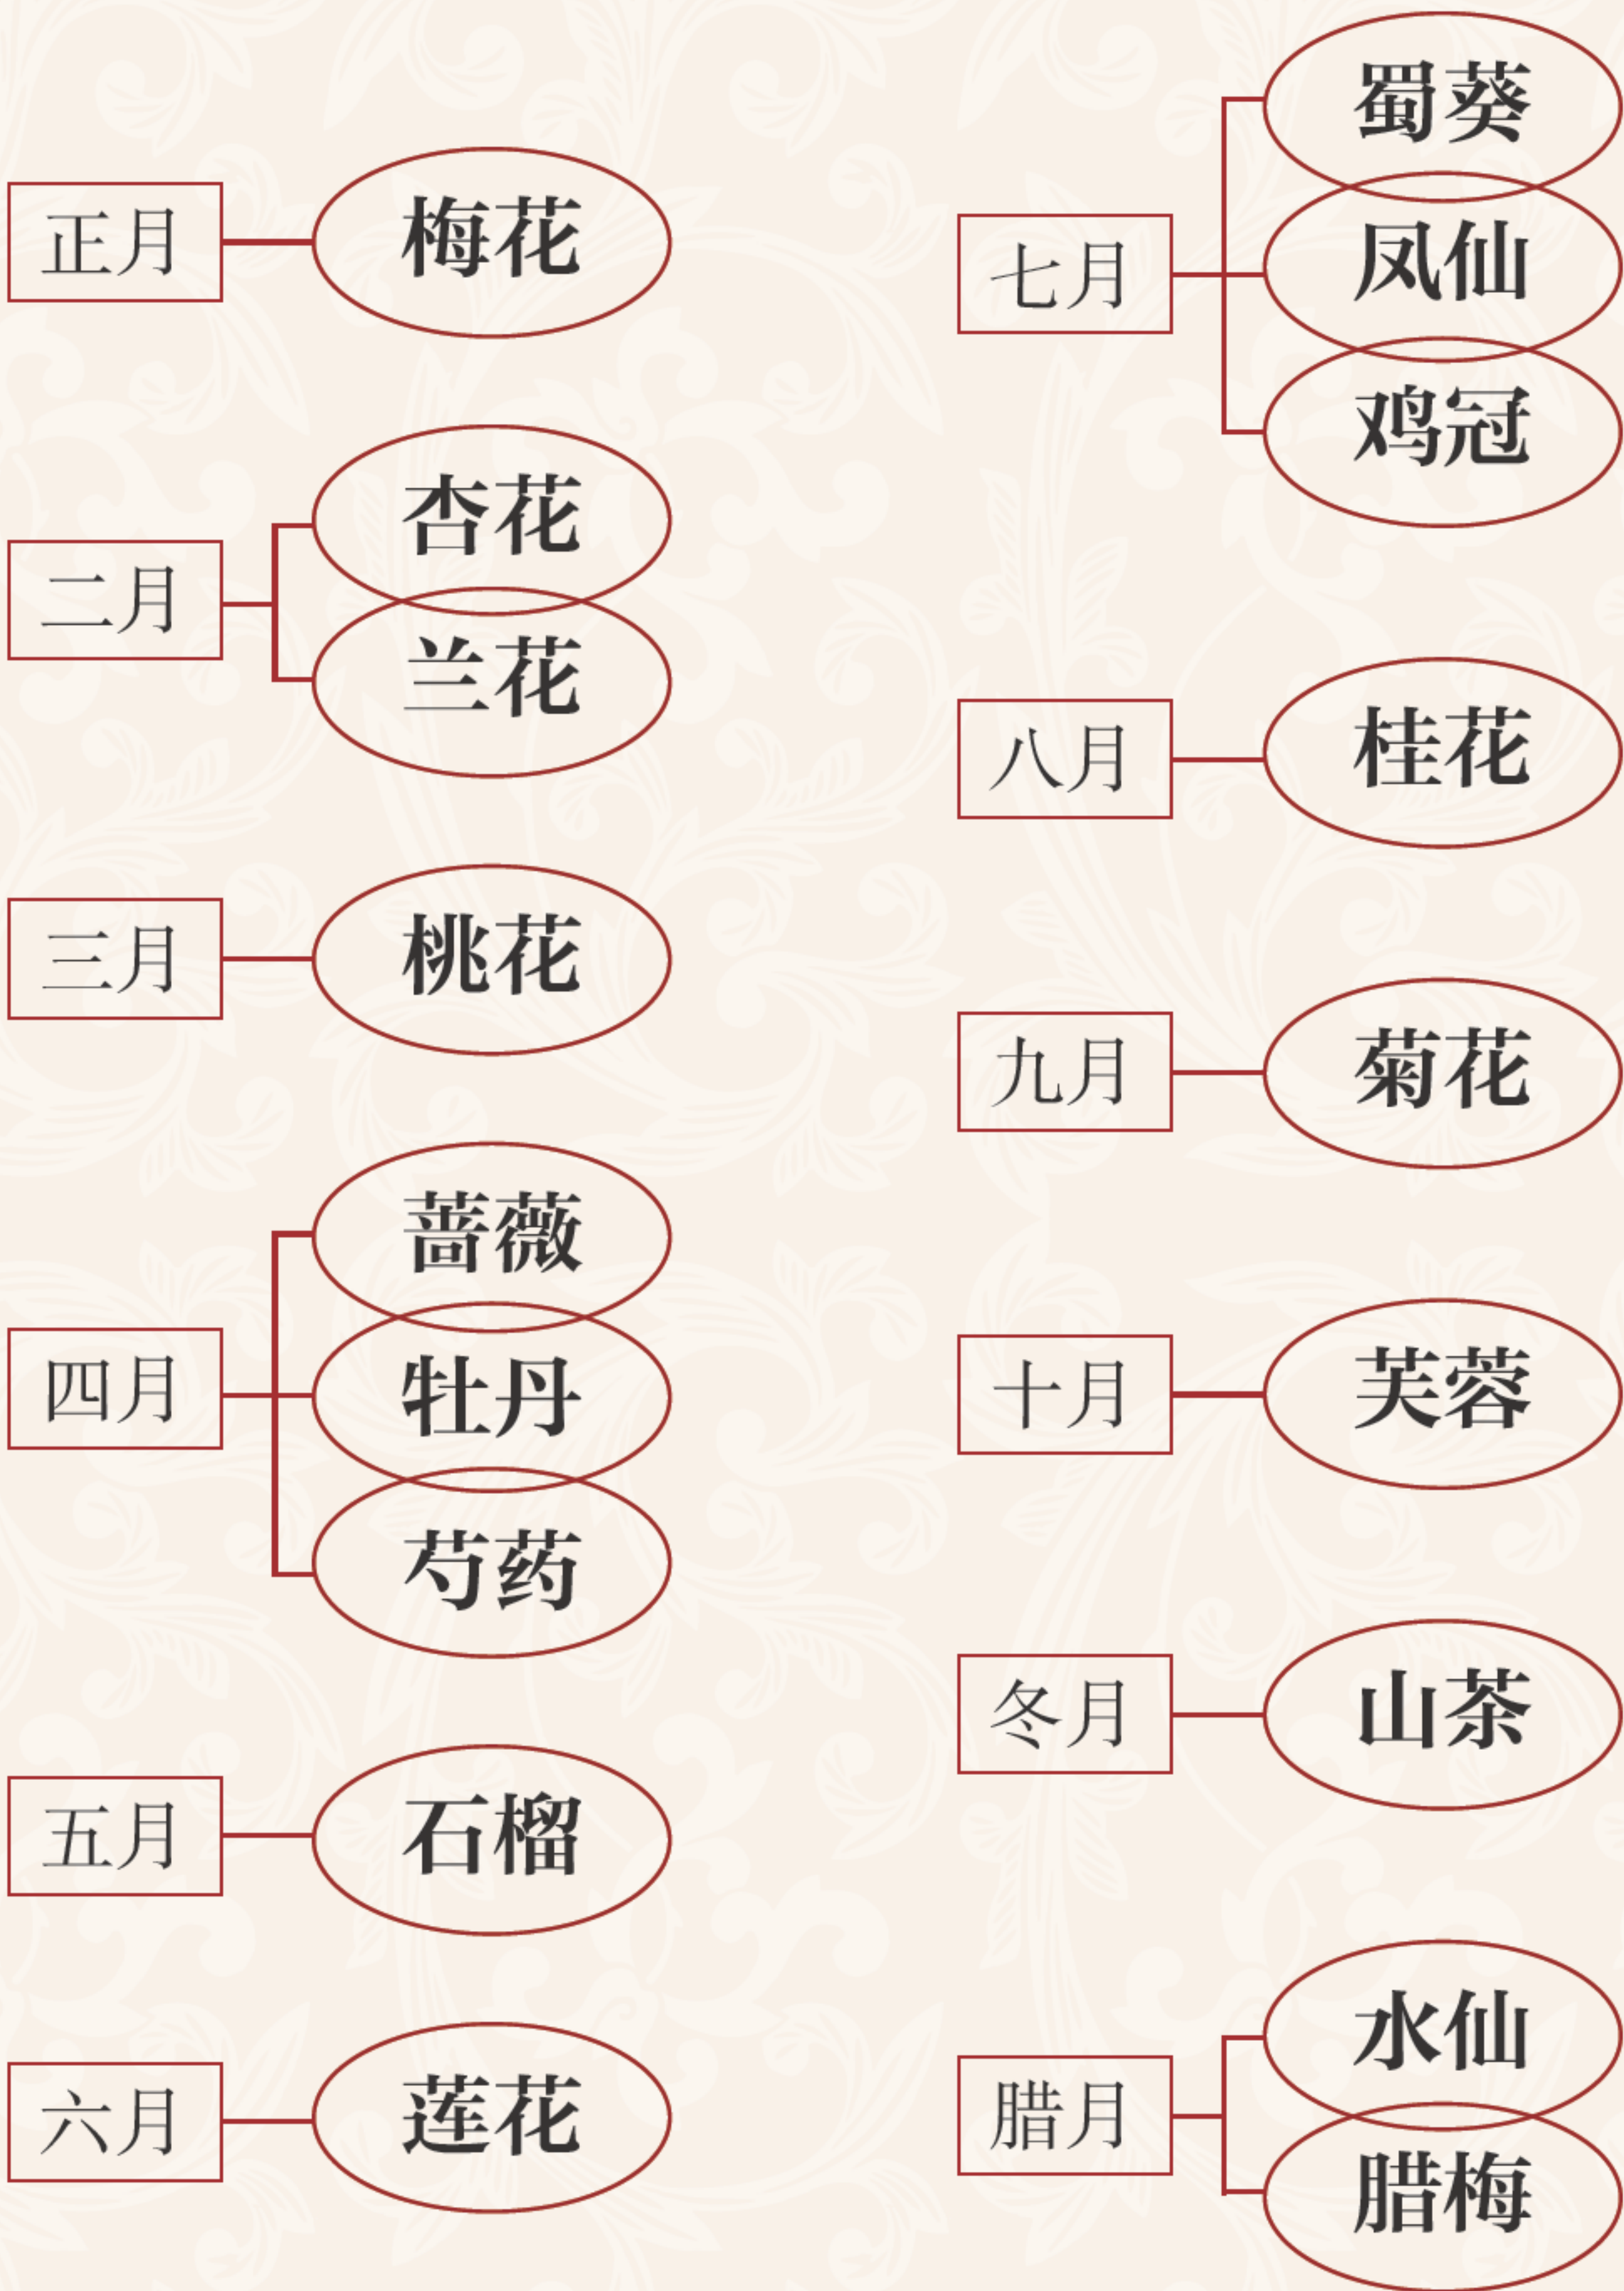 正月
梅花
二月
杏花
兰花
三月
桃花
四月
蔷薇
牡丹
芍药
五月
石榴
六月
莲花
七月
蜀葵
凤仙
鸡冠
八月
桂花
九月
菊花
十月
芙蓉
冬月
山茶
腊月
水仙
腊梅